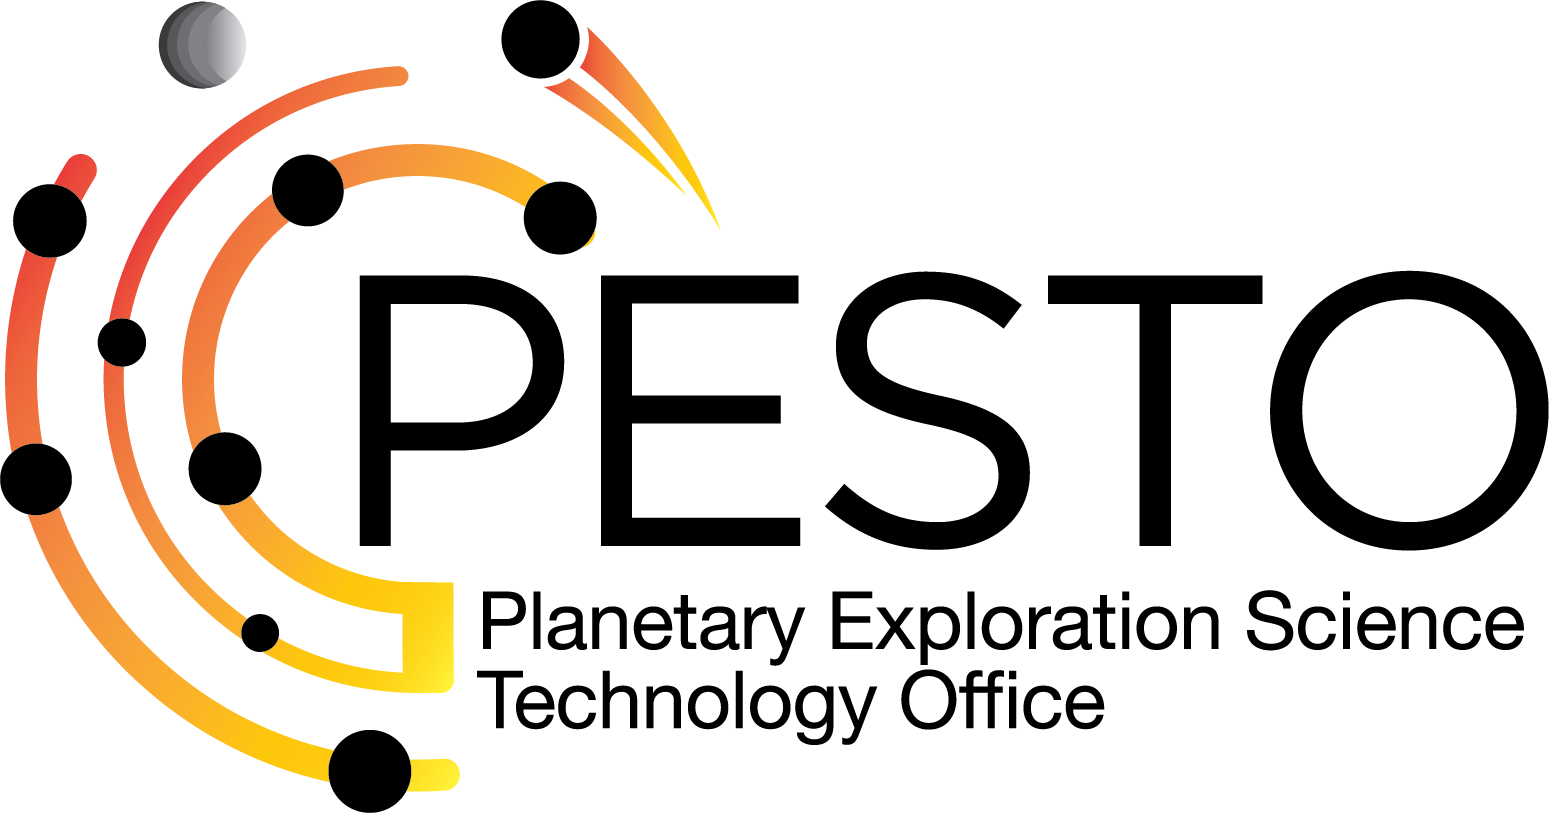 PESTO
Planetary Exploration Science
Technology Office